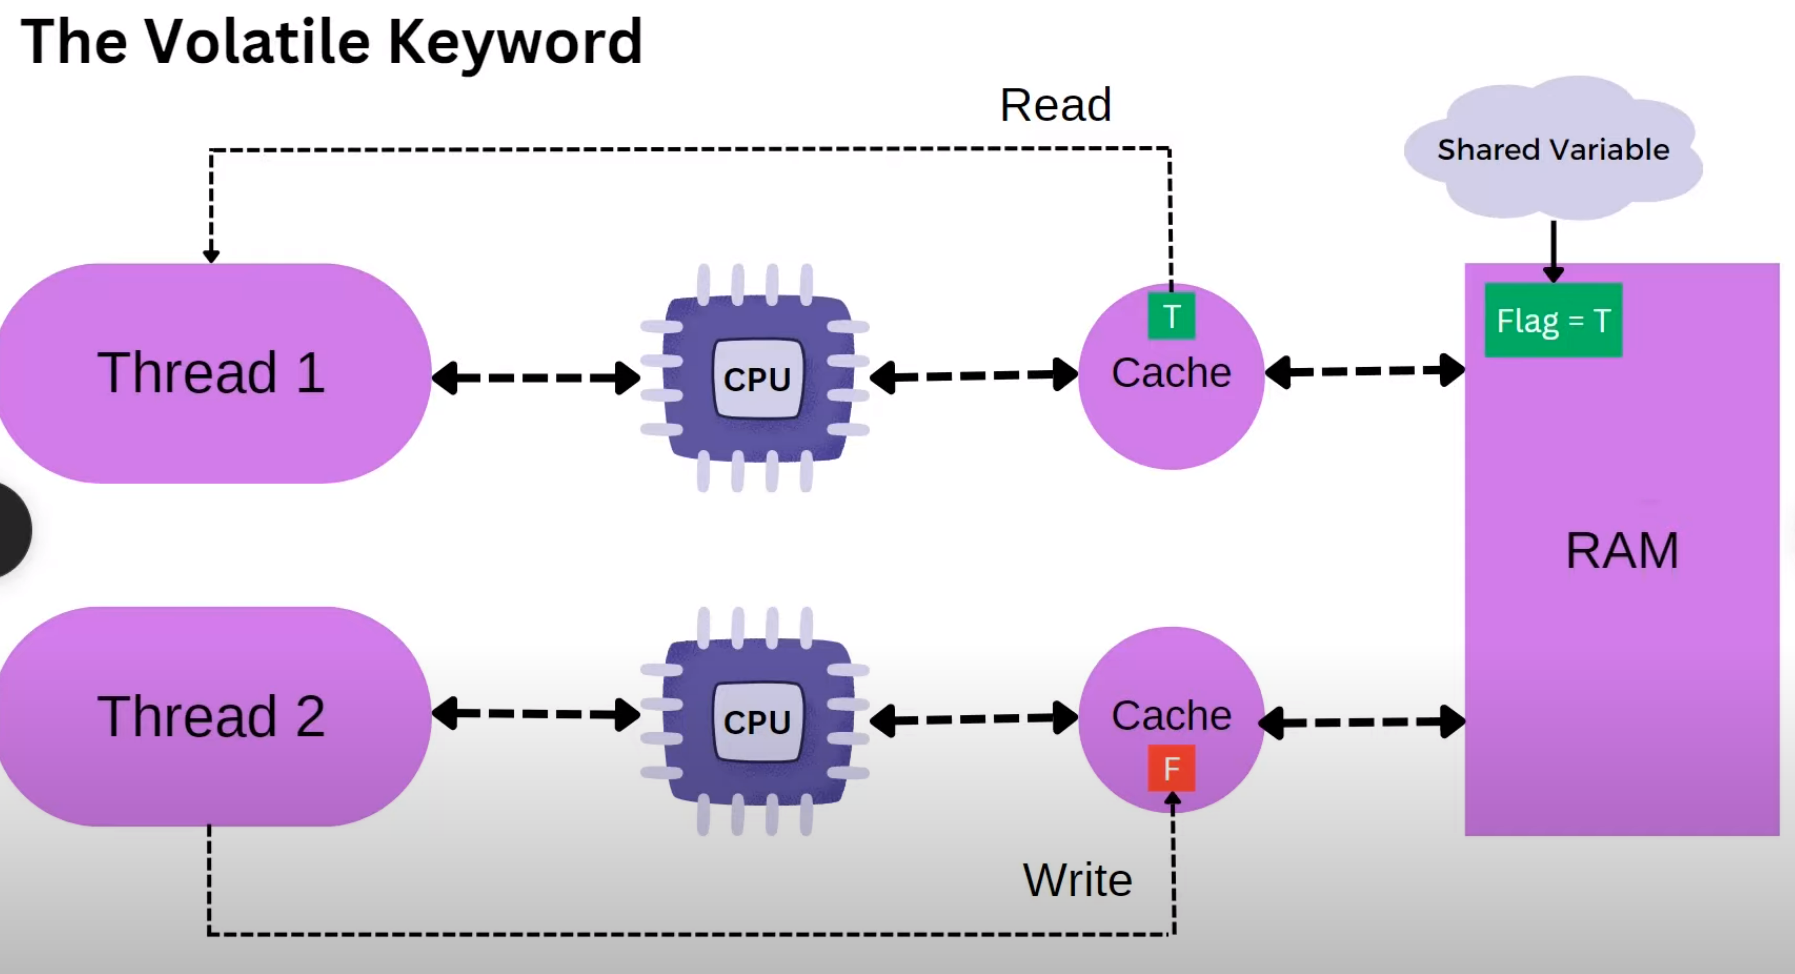 The Volatile Keyword
Read
Shared Variable
T
Flag = T
Thread 1
CPU
Cache
RAM
Thread 2
CPU
Cache
F
Write